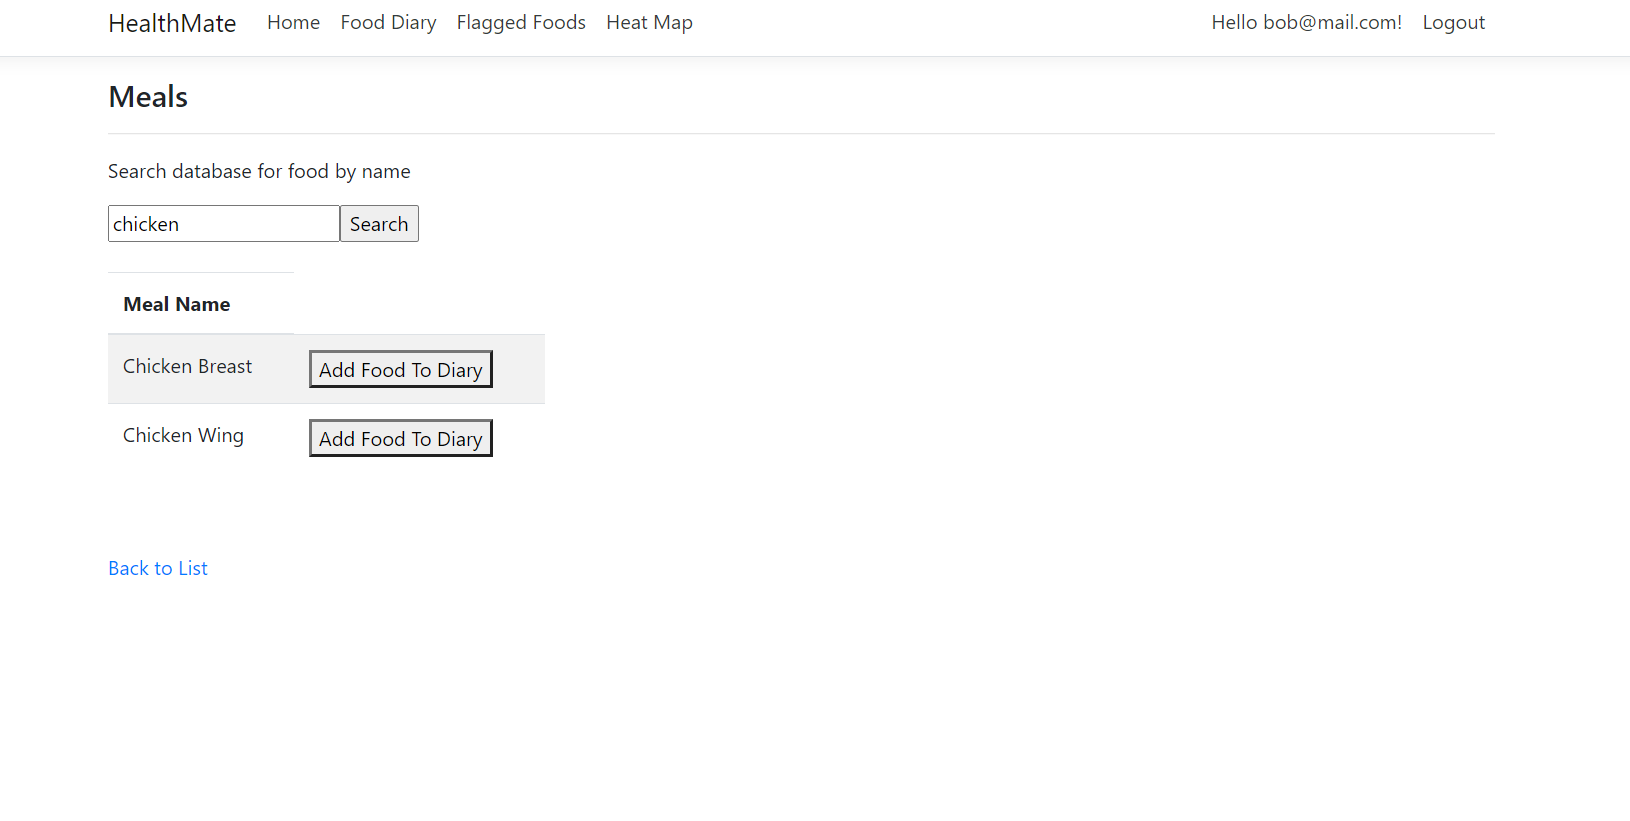 HealthMate Home Food Diary Flagged Foods Heat Map Hello bob@mail.com! Logout
Meals
Search database for food by name
chicken Search
Meal Name
Chicken Breast Add Food To Diary
Chicken Wing Add Food To Diary
Back to List